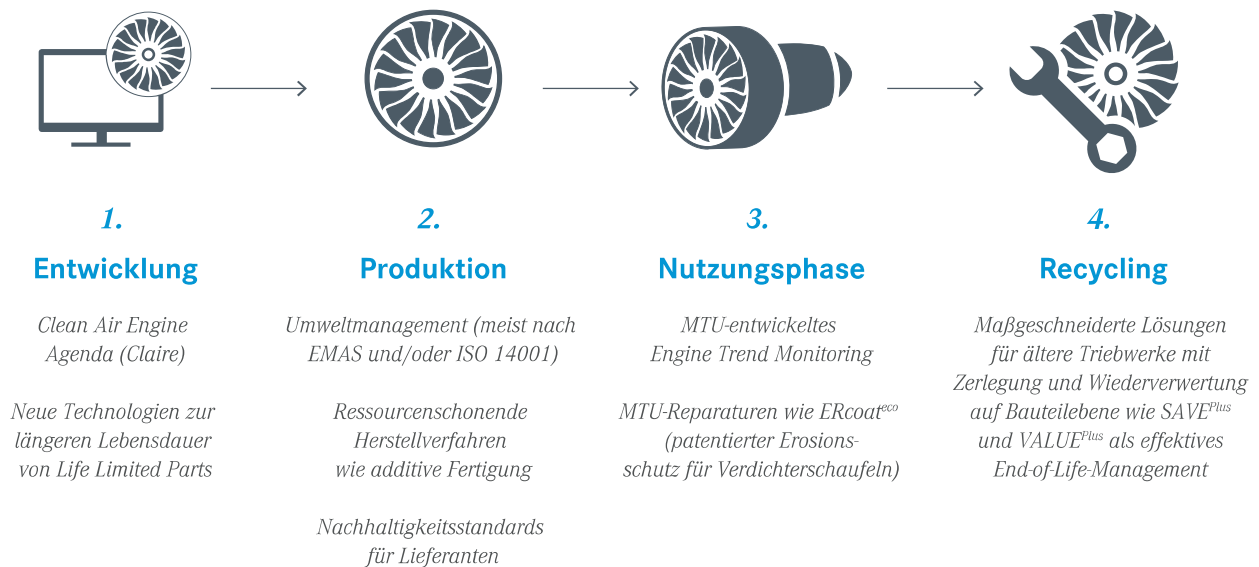 1.
Entwicklung
Clean Air Engine
Agenda (Claire)
Neue Technologien zur
längeren Lebensdauer
von Life Limited Parts
2.
Produktion
Umweltmanagement (meist nach
EMAS und/oder ISO 14001)
Ressourcenschonende
Herstellverfahren
wie additive Fertigung
Nachhaltigkeitsstandards
für Lieferanten
3.
Nutzungsphase
MTU-entwickeltes
Engine Trend Monitoring
MTU-Reparaturen wie ERcoateco
(patentierter Erosions-
schutz für Verdichterschaufeln)
4.
Recycling
Maßgeschneiderte Lösungen
für ältere Triebwerke mit
Zerlegung und Wiederverwertung
auf Bauteilebene wie SAVEPlus
und VALUEPlus als effektives
End-of-Life-Management